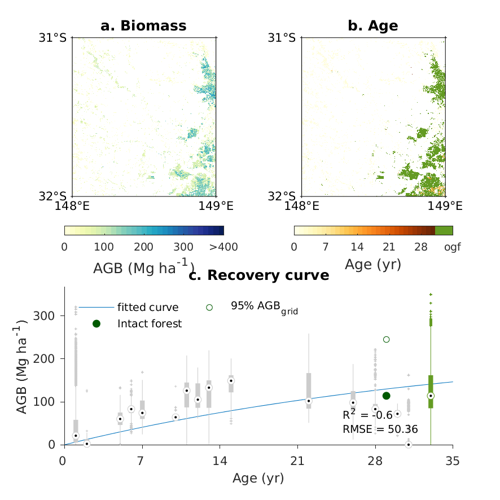 a. Biomass
31°S
32°S
148°E
149°E
0
100
200
300
>400
AGB (Mg ha⁻¹)
b. Age
31°S
32°S
148°E
149°E
0
7
14
21
28
ogf
Age (yr)
c. Recovery curve
fitted curve
95% AGB_grid
Intact forest
300
200
100
0
AGB (Mg ha⁻¹)
R² = -0.6
RMSE = 50.36
0
7
14
21
28
35
Age (yr)